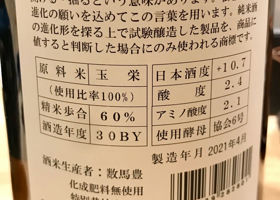 進化の願いを込めてこの言葉を用います。純米酒
の進化形を探る上で試験醸造した製品を、商品に
値すると判断した場合にのみ使われる商標です。
原料米 玉栄
(使用比率100%)
精米歩合 60%
酒造年度 30BY
日本酒度 +10.7
酸度 2.4
アミノ酸度 2.1
使用酵母 協会6号
製造年月 2021年4月
酒米生産者:数馬豊
化成肥料無使用